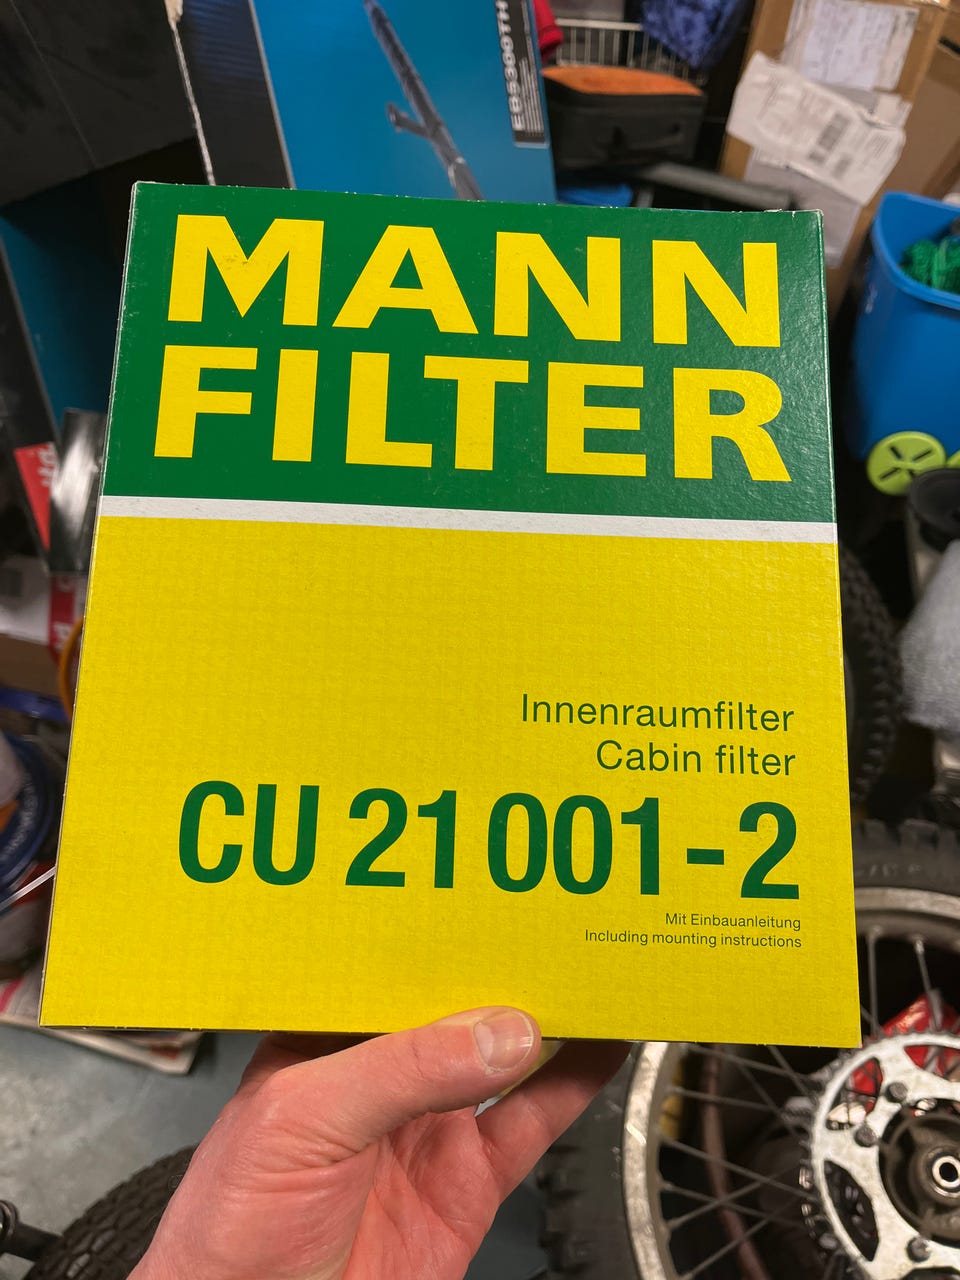 MANN
FILTER
Innenraumfilter
Cabin filter
CU 21 001-2
Mit Einbauanleitung
Including mounting instructions